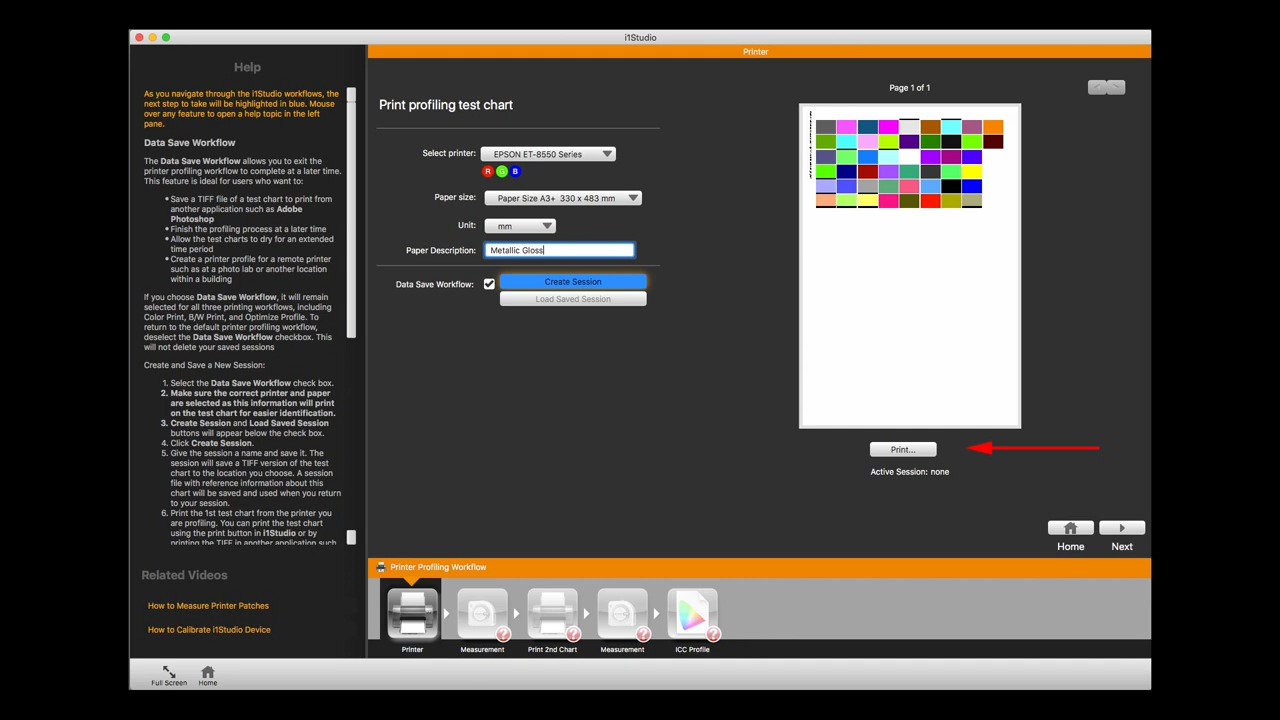 i1Studio
Printer
Help
As you navigate through the i1Studio workflows, the
next step to take will be highlighted in blue. Mouse
over any feature to open a help topic in the left
pane.
Data Save Workflow
The Data Save Workflow allows you to exit the
printer profiling workflow to complete at a later time.
This feature is ideal for users who want to:
• Save a TIFF file of a test chart to print from
another application such as Adobe
Photoshop
• Finish the profiling process at a later time
• Allow the test charts to dry for an extended
time period
• Create a printer profile for a remote printer
such as at a photo lab or another location
within a building
If you choose Data Save Workflow, it will remain
selected for all three printing workflows, including
Color Print, B/W Print, and Optimize Profile. To
return to the default printer profiling workflow,
deselect the Data Save Workflow checkbox. This
will not delete your saved sessions
Create and Save a New Session:
1. Select the Data Save Workflow check box.
2. Make sure the correct printer and paper
are selected as this information will print
on the test chart for easier identification.
3. Create Session and Load Saved Session
buttons will appear below the check box.
4. Click Create Session.
5. Give the session a name and save it. The
session will save a TIFF version of the test
chart to the location you choose. A session
file with reference information about this
chart will be saved and used when you return
to your session.
6. Print the 1st test chart from the printer you
are profiling. You can print the test chart
using the print button in i1Studio or by
printing the TIFF in another application such
Related Videos
How to Measure Printer Patches
How to Calibrate i1Studio Device
Print profiling test chart
Select printer: EPSON ET-8550 Series
R G B
Paper size: Paper Size A3+ 330 x 483 mm
Unit: mm
Paper Description: Metallic Gloss
Data Save Workflow: Create Session
Load Saved Session
Page 1 of 1
< >
Print...
Active Session: none
Home
Next
Printer Profiling Workflow
Printer
Measurement
?
Print 2nd Chart
?
Measurement
?
ICC Profile
?
Full Screen
Home